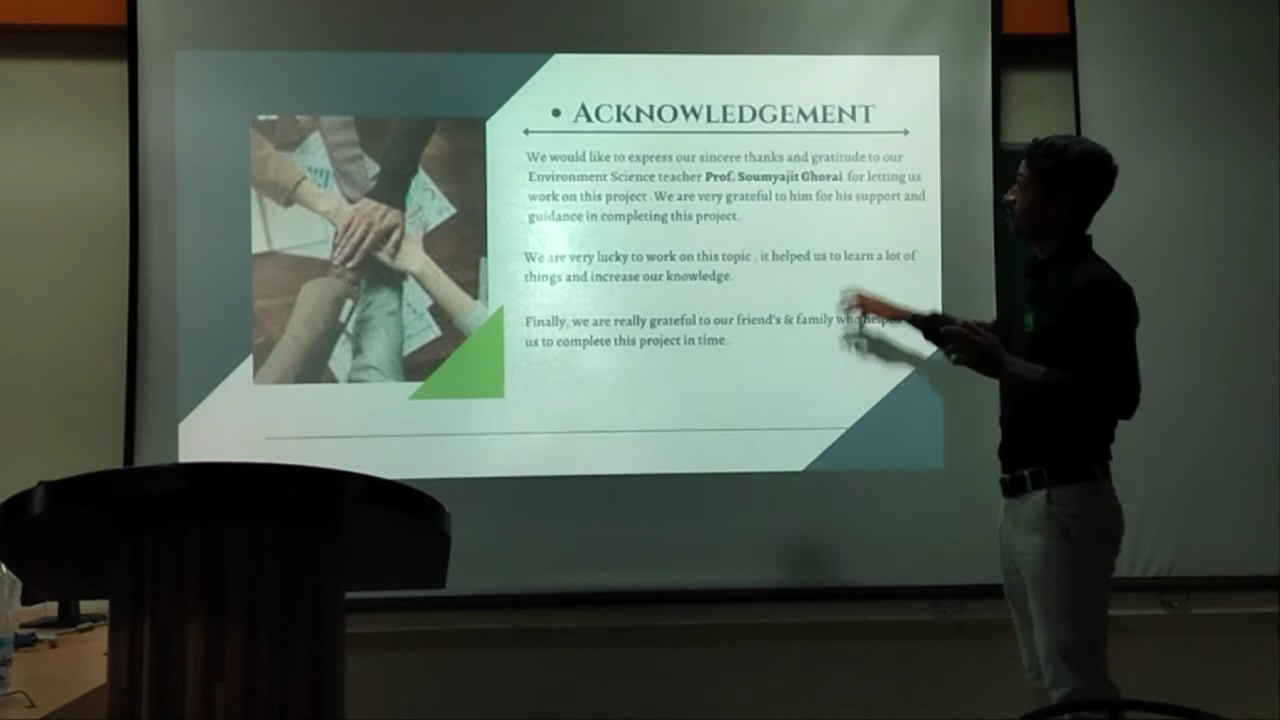 • ACKNOWLEDGEMENT
We would like to express our sincere thanks and gratitude to our
Environment Science teacher Prof. Soumyajit Ghorai for letting us
work on this project . We are very grateful to him for his support and
guidance in completing this project.
We are very lucky to work on this topic , it helped us to learn a lot of
things and increase our knowledge.
Finally, we are really grateful to our friend's & family who helped
us to complete this project in time .